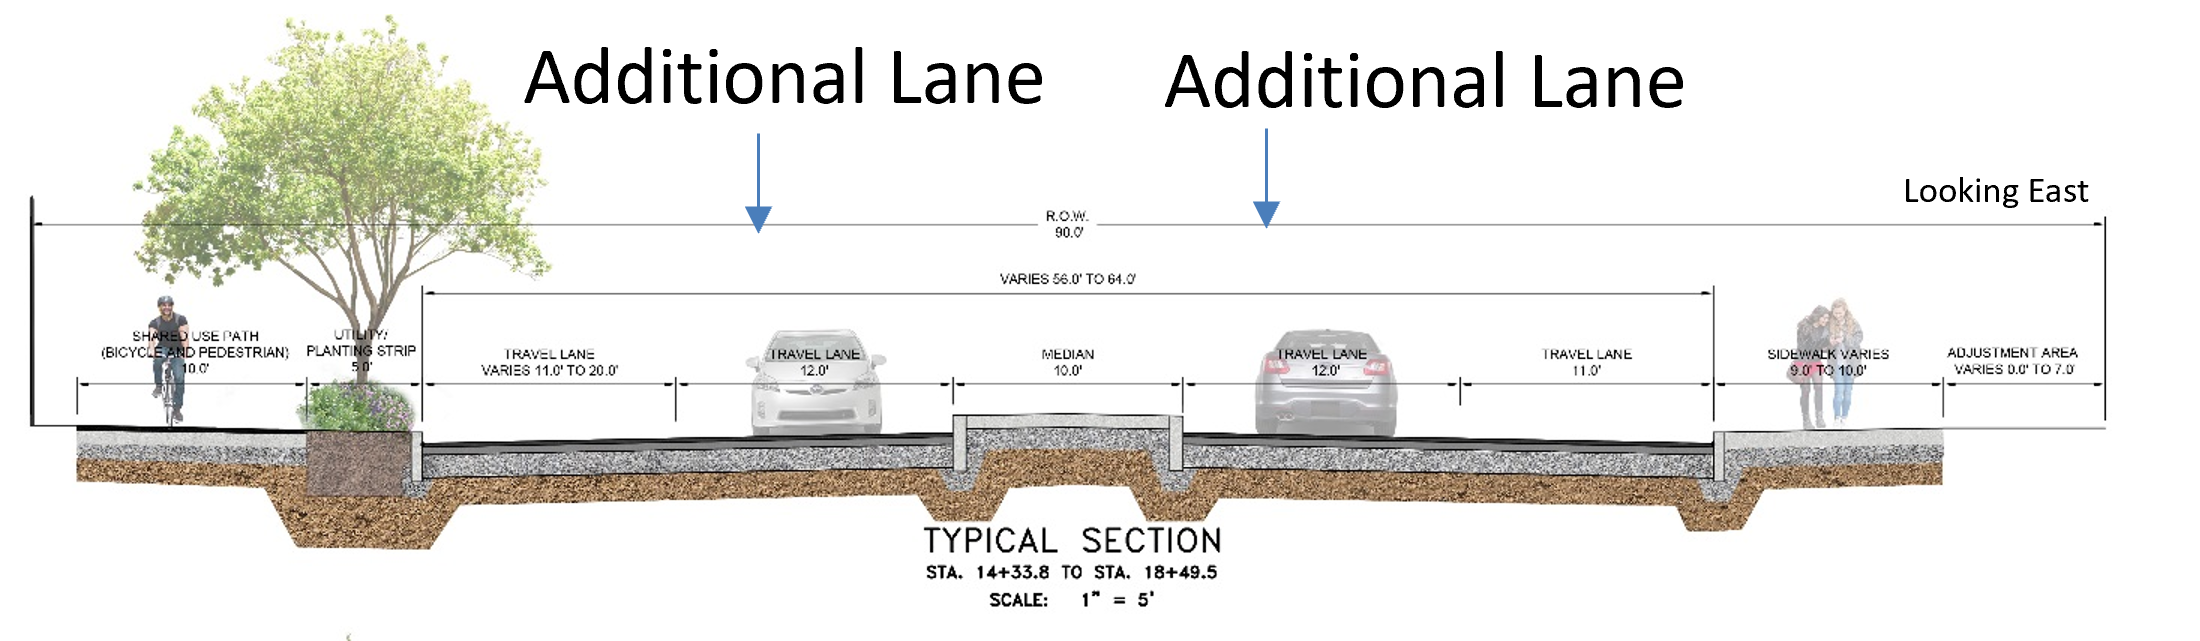 Additional Lane
Additional Lane
Looking East
R.O.W.
90.0'
VARIES 56.0' TO 64.0'
SHARED USE PATH
(BICYCLE AND PEDESTRIAN)
10.0'
UTILITY/
PLANTING STRIP
5.0'
TRAVEL LANE
VARIES 11.0' TO 20.0'
TRAVEL LANE
12.0'
MEDIAN
10.0'
TRAVEL LANE
12.0'
TRAVEL LANE
11.0'
SIDEWALK VARIES
9.0' TO 10.0'
ADJUSTMENT AREA
VARIES 0.0' TO 7.0'
TYPICAL SECTION
STA. 14+33.8 TO STA. 18+49.5
SCALE: 1" = 5'